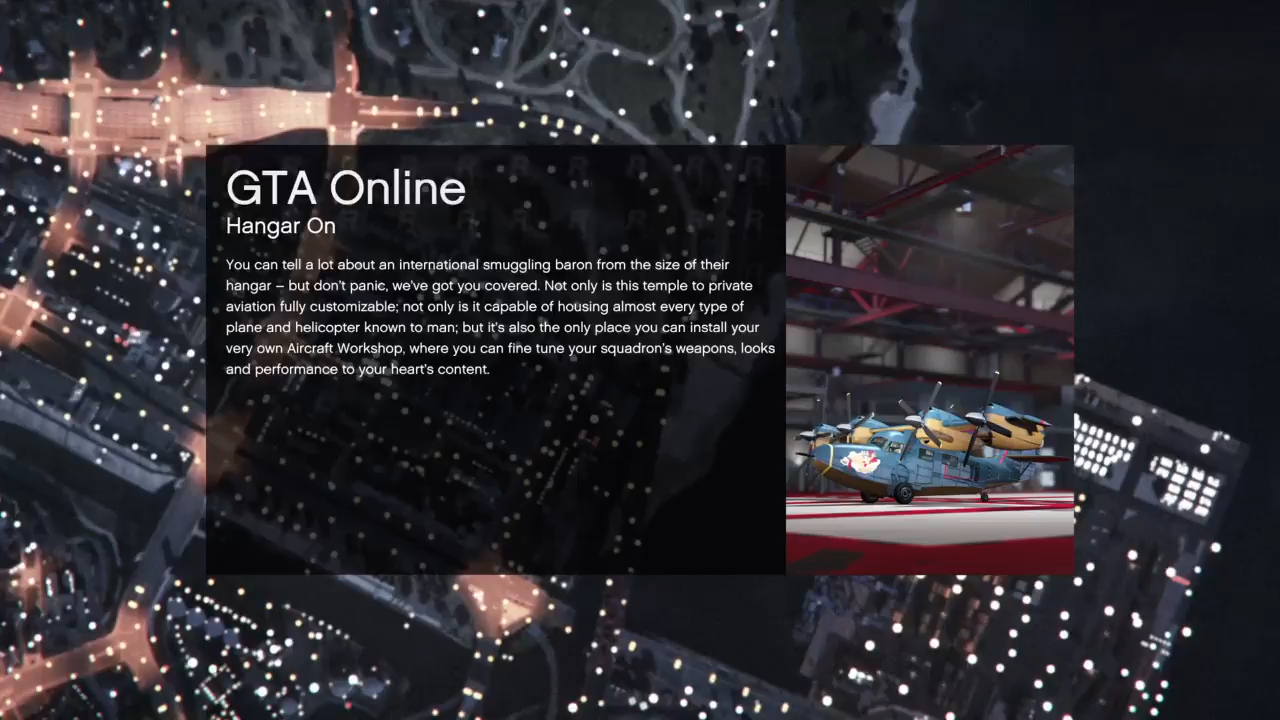 GTA Online
Hangar On
You can tell a lot about an international smuggling baron from the size of their
hangar – but don't panic, we've got you covered. Not only is this temple to private
aviation fully customizable; not only is it capable of housing almost every type of
plane and helicopter known to man; but it's also the only place you can install your
very own Aircraft Workshop, where you can fine tune your squadron's weapons, looks
and performance to your heart's content.